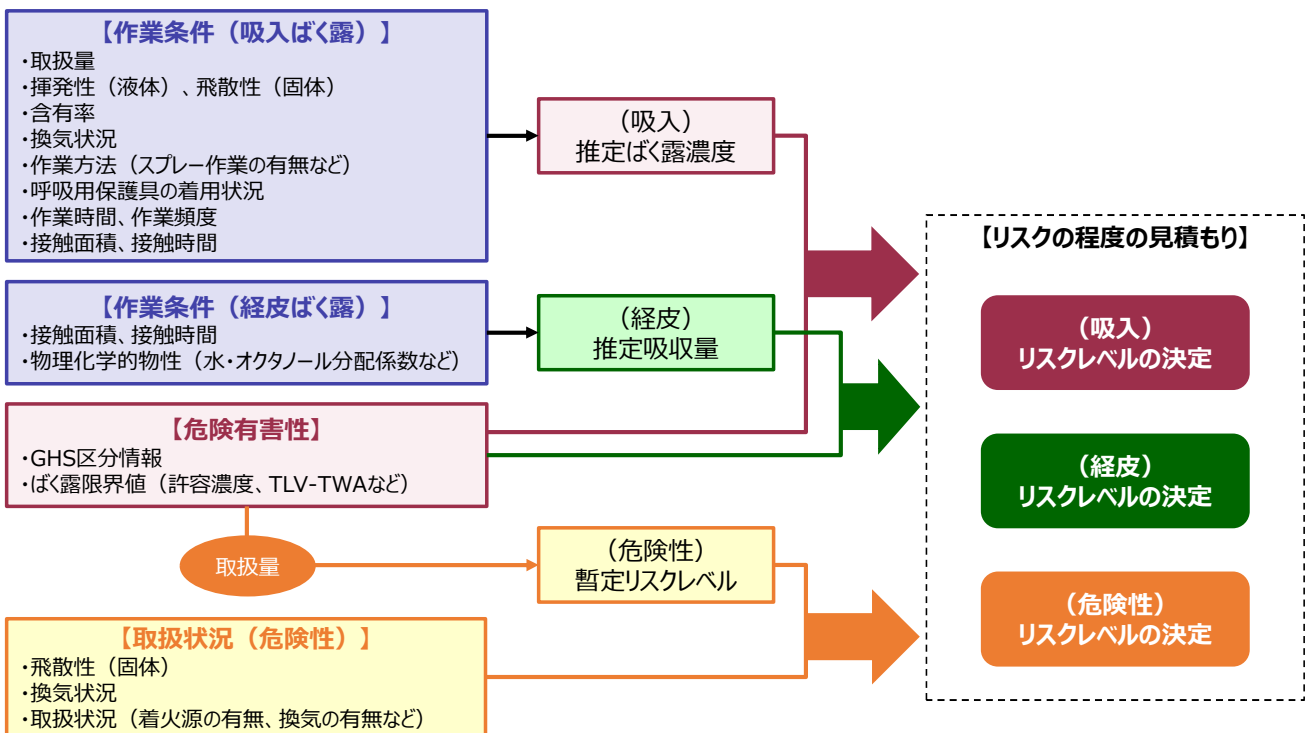 【作業条件（吸入ばく露）】
・取扱量
・揮発性（液体）、飛散性（固体）
・含有率
・換気状況
・作業方法（スプレー作業の有無など）
・呼吸用保護具の着用状況
・作業時間、作業頻度
・接触面積、接触時間
（吸入）
推定ばく露濃度
【作業条件（経皮ばく露）】
・接触面積、接触時間
・物理化学的物性（水・オクタノール分配係数など）
（経皮）
推定吸収量
【危険有害性】
・GHS区分情報
・ばく露限界値（許容濃度、TLV-TWAなど）
取扱量
（危険性）
暫定リスクレベル
【取扱状況（危険性）】
・飛散性（固体）
・換気状況
・取扱状況（着火源の有無、換気の有無など）
【リスクの程度の見積もり】
（吸入）
リスクレベルの決定
（経皮）
リスクレベルの決定
（危険性）
リスクレベルの決定